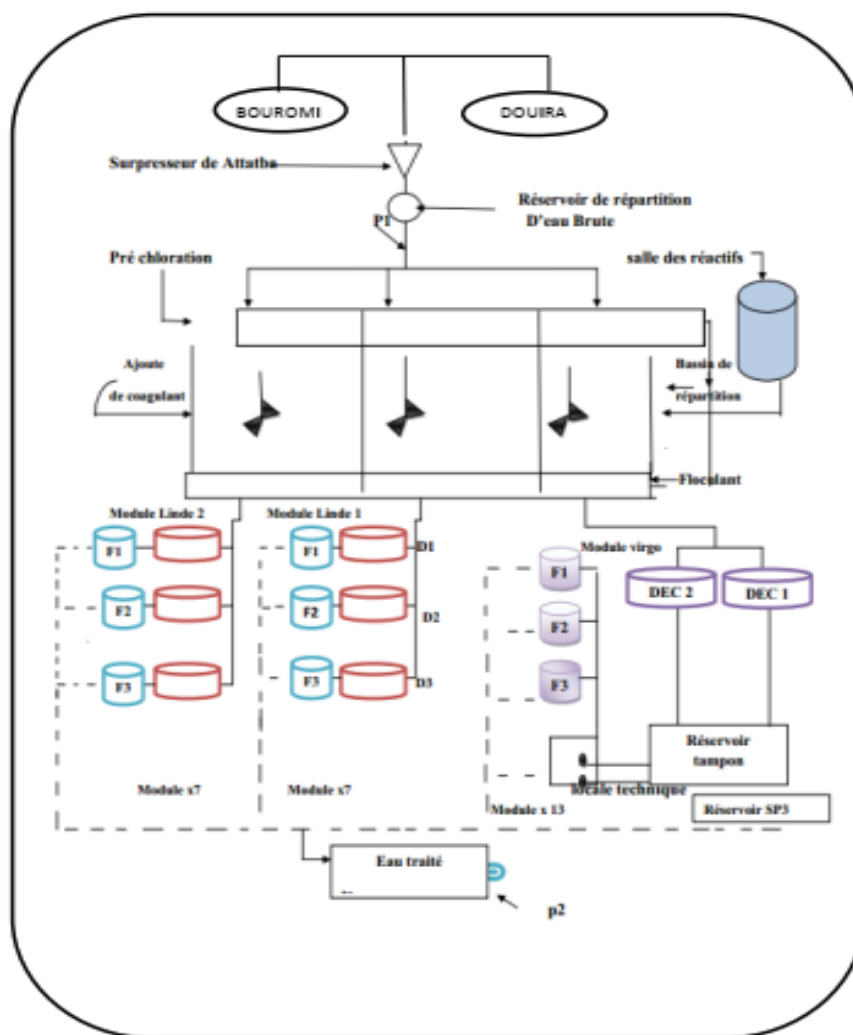 BOUROMI
DOUIRA
Surpresseur de Attatba
Réservoir de répartition
D'eau Brute
P1
Pré chloration
salle des réactifs
Ajoute
de coagulant
Bassin de
répartition
Floculant
Module Linde 2
Module Linde 1
Module virgo
F1
F1
D1
F1
DEC 2
DEC 1
F2
F2
D2
F2
F3
F3
D3
F3
Réservoir
tampon
locale technique
Module x7
Module x7
Module x 13
Réservoir SP3
Eau traité
p2